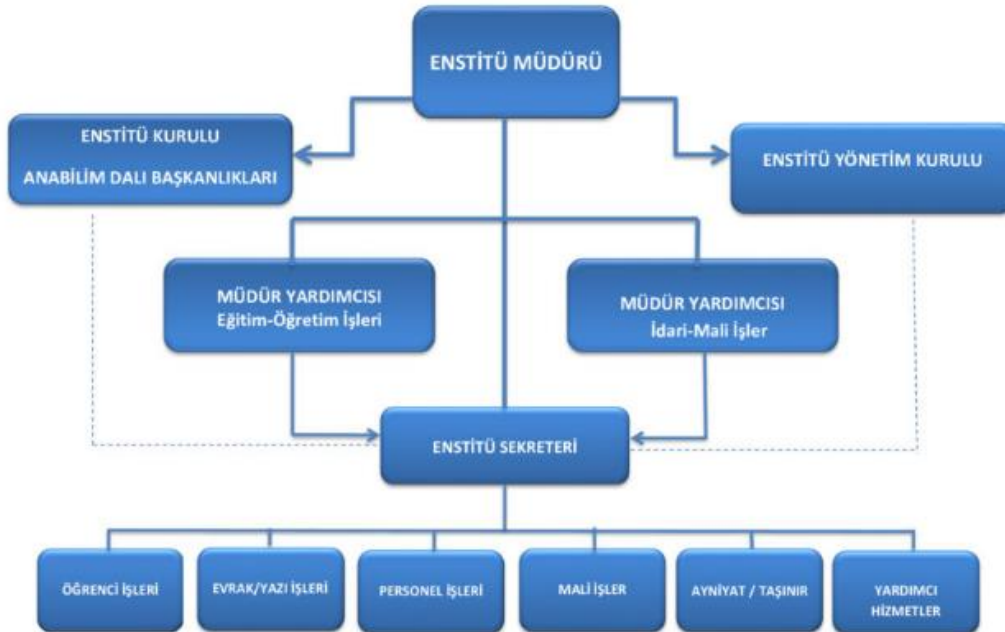 ENSTİTÜ MÜDÜRÜ
ENSTİTÜ KURULU
ANABİLİM DALI BAŞKANLIKLARI
ENSTİTÜ YÖNETİM KURULU
MÜDÜR YARDIMCISI
Eğitim-Öğretim İşleri
MÜDÜR YARDIMCISI
İdari-Mali İşler
ENSTİTÜ SEKRETERİ
ÖĞRENCİ İŞLERİ
EVRAK/YAZI İŞLERİ
PERSONEL İŞLERİ
MALİ İŞLER
AYNİYAT / TAŞINIR
YARDIMCI
HİZMETLER